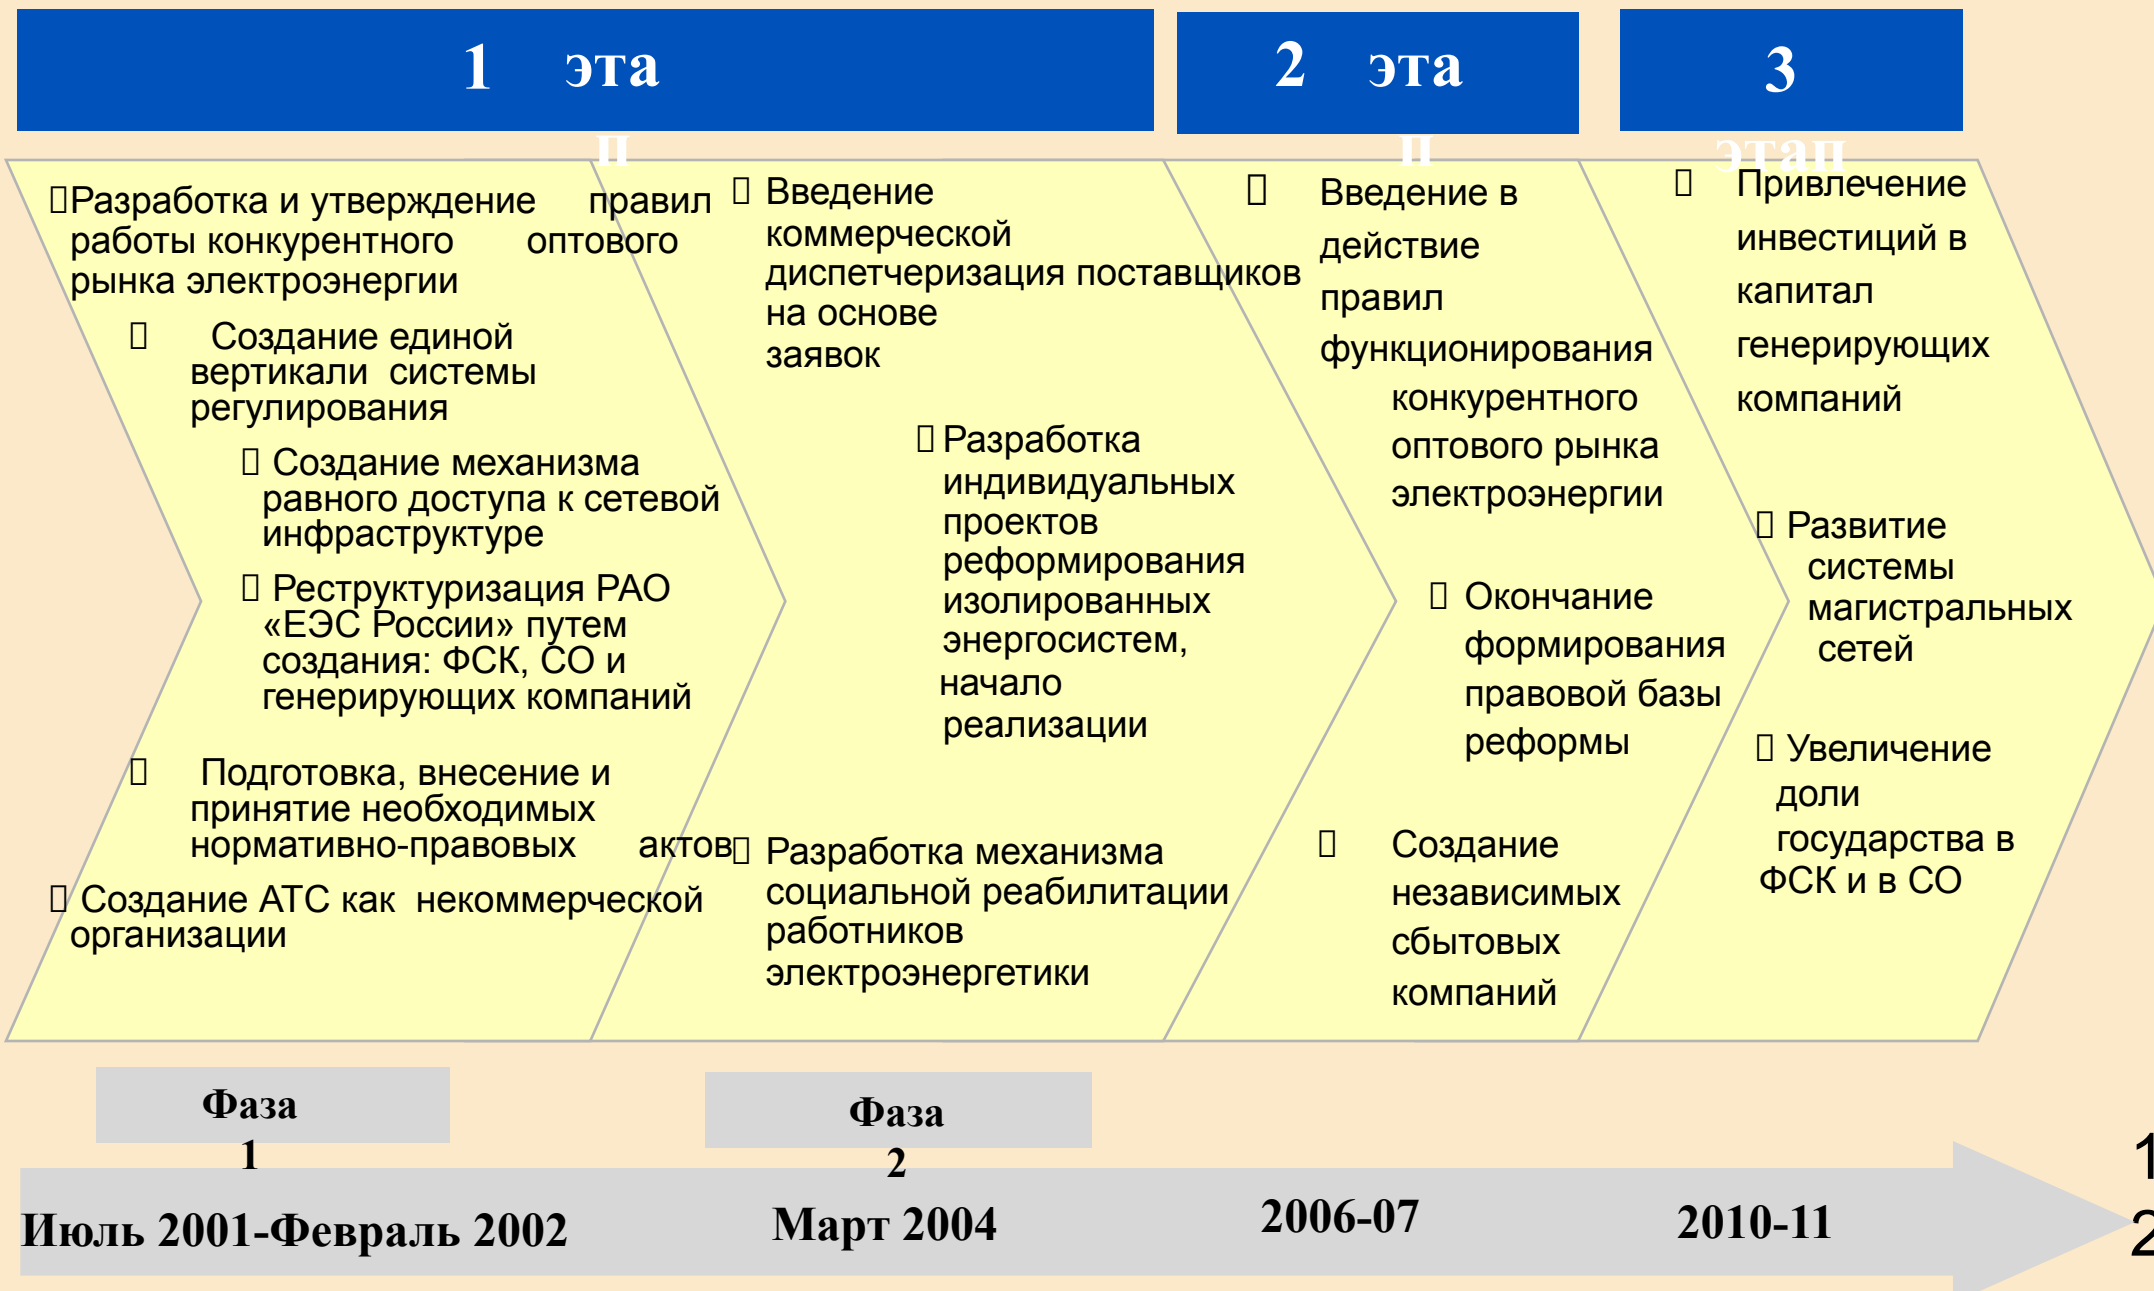 1 эта
п
2 эта
п
3
этап
Разработка и утверждение правил
работы конкурентного оптового
рынка электроэнергии
Создание единой
вертикали системы
регулирования
Создание механизма
равного доступа к сетевой
инфраструктуре
Реструктуризация РАО
«ЕЭС России» путем
создания: ФСК, СО и
генерирующих компаний
Подготовка, внесение и
принятие необходимых
нормативно-правовых актов
Создание АТС как некоммерческой
организации
Введение
коммерческой
диспетчеризация поставщиков
на основе
заявок
Разработка
индивидуальных
проектов
реформирования
изолированных
энергосистем,
начало
реализации
Разработка механизма
социальной реабилитации
работников
электроэнергетики
Введение в
действие
правил
функционирования
конкурентного
оптового рынка
электроэнергии
Окончание
формирования
правовой базы
реформы
Создание
независимых
сбытовых
компаний
Привлечение
инвестиций в
капитал
генерирующих
компаний
Развитие
системы
магистральных
сетей
Увеличение
доли
государства в
ФСК и в СО
Фаза
1
Фаза
2
Июль 2001-Февраль 2002
Март 2004
2006-07
2010-11
1
2